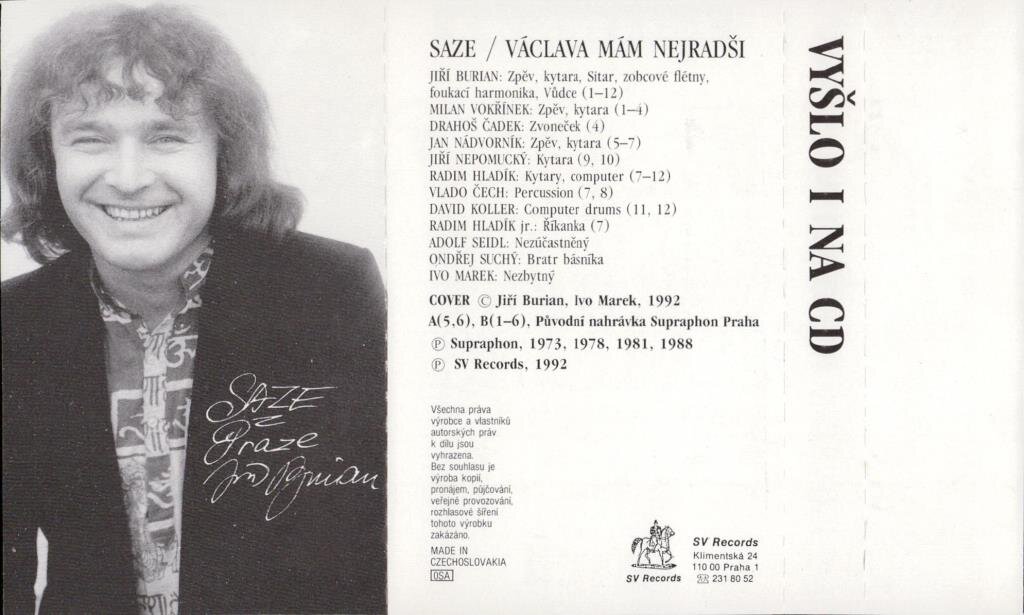 SAZE
z
Praze
Jiří Burian
SAZE / VÁCLAVA MÁM NEJRADŠI
JIŘÍ BURIAN: Zpěv, kytara, Sitar, zobcové flétny,
foukací harmonika, Vůdce (1–12)
MILAN VOKŘÍNEK: Zpěv, kytara (1–4)
DRAHOŠ ČADEK: Zvoneček (4)
JAN NÁDVORNÍK: Zpěv, kytara (5–7)
JIŘÍ NEPOMUCKÝ: Kytara (9, 10)
RADIM HLADÍK: Kytary, computer (7–12)
VLADO ČECH: Percussion (7, 8)
DAVID KOLLER: Computer drums (11, 12)
RADIM HLADÍK jr.: Říkanka (7)
ADOLF SEIDL: Nezúčastněný
ONDŘEJ SUCHÝ: Bratr básníka
IVO MAREK: Nezbytný
COVER © Jiří Burian, Ivo Marek, 1992
A(5,6), B(1–6), Původní nahrávka Supraphon Praha
℗ Supraphon, 1973, 1978, 1981, 1988
℗ SV Records, 1992
Všechna práva
výrobce a vlastníků
autorských práv
k dílu jsou
vyhrazena.
Bez souhlasu je
výroba kopií,
pronájem, půjčování,
veřejné provozování,
rozhlasové šíření
tohoto výrobku
zakázáno.
MADE IN
CZECHOSLOVAKIA
OSA
SV Records
SV Records
Klimentská 24
110 00 Praha 1
☏ 231 80 52
VYŠLO I NA CD